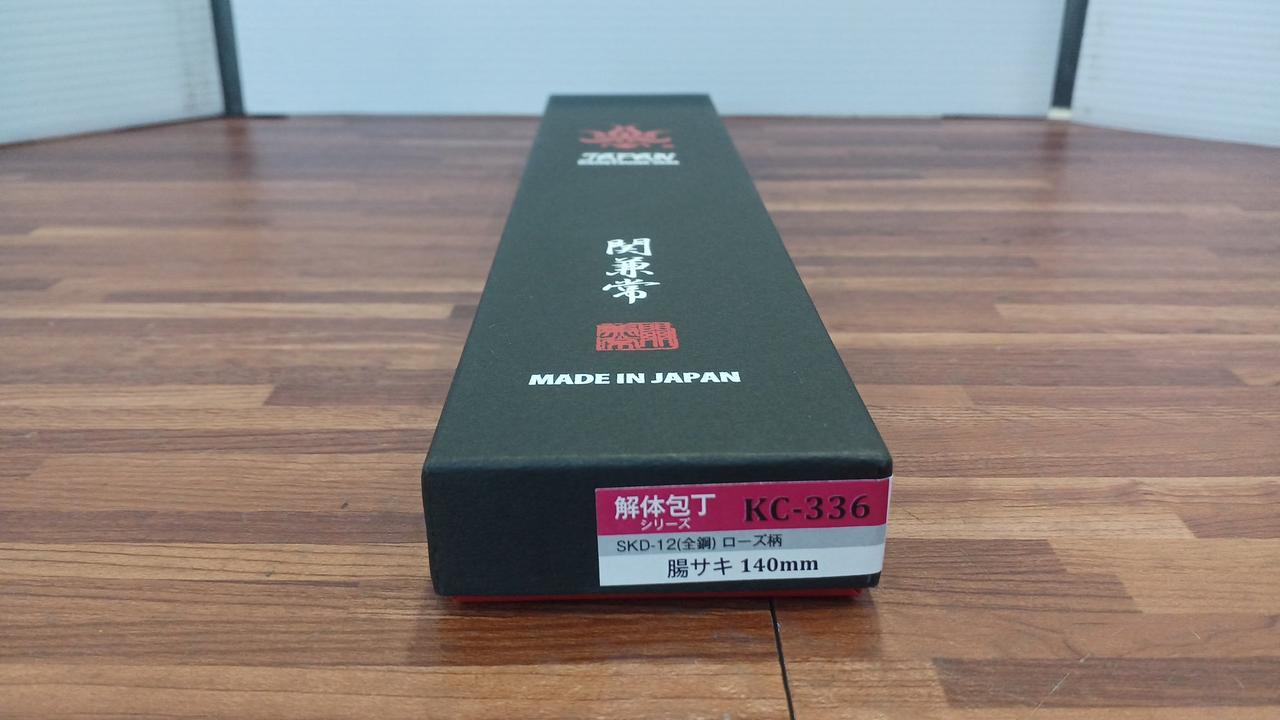 JAPAN
関
兼
常
MADE IN JAPAN
解体包丁 KC-336
シリーズ
SKD-12(全鋼) ローズ柄
腸サキ 140mm